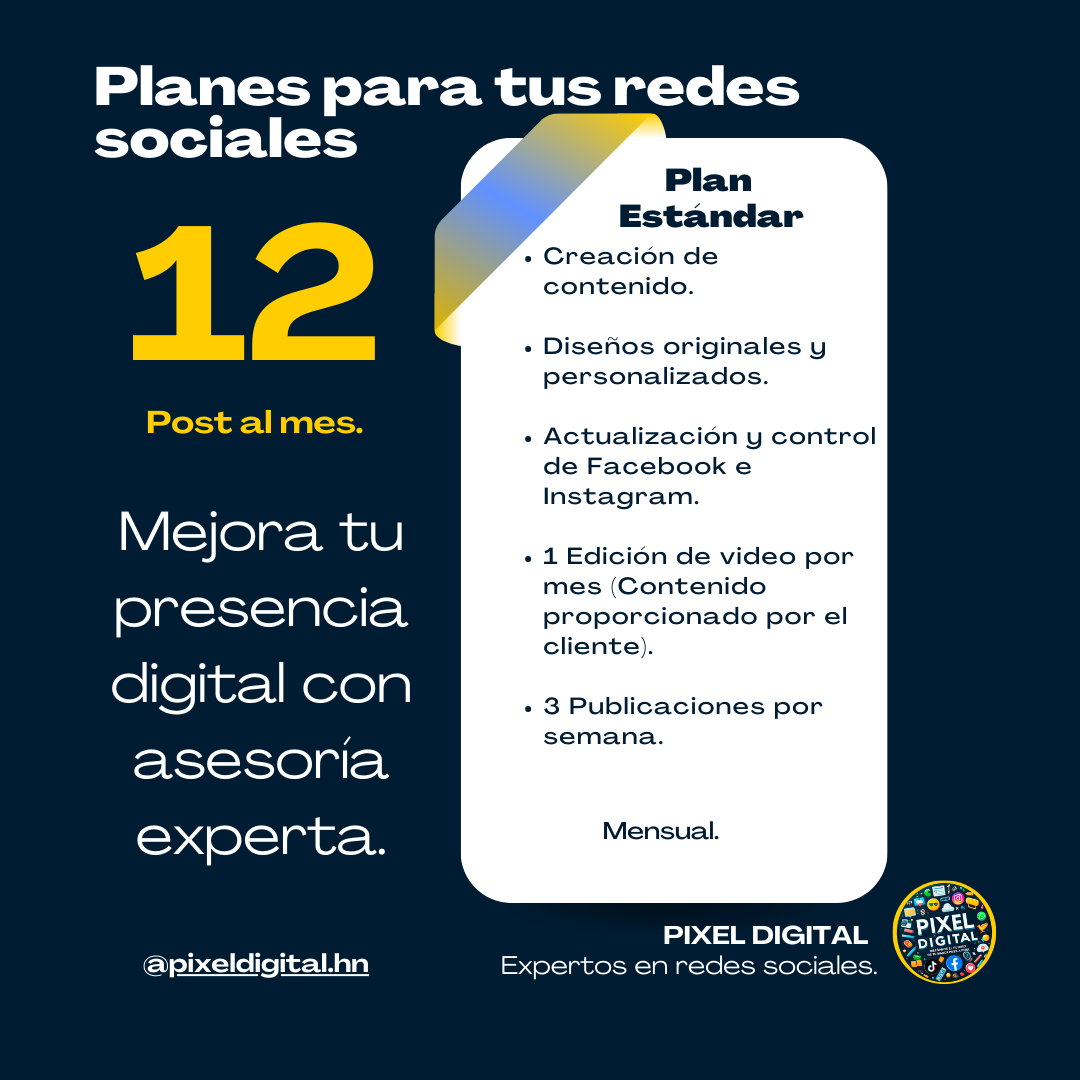 Planes para tus redes
sociales
12
Post al mes.
Mejora tu
presencia
digital con
asesoría
experta.
@pixeldigital.hn
Plan
Estándar
• Creación de
contenido.
• Diseños originales y
personalizados.
• Actualización y control
de Facebook e
Instagram.
• 1 Edición de video por
mes (Contenido
proporcionado por el
cliente).
• 3 Publicaciones por
semana.
Mensual.
PIXEL DIGITAL
Expertos en redes sociales.
PIXEL
DIGITAL